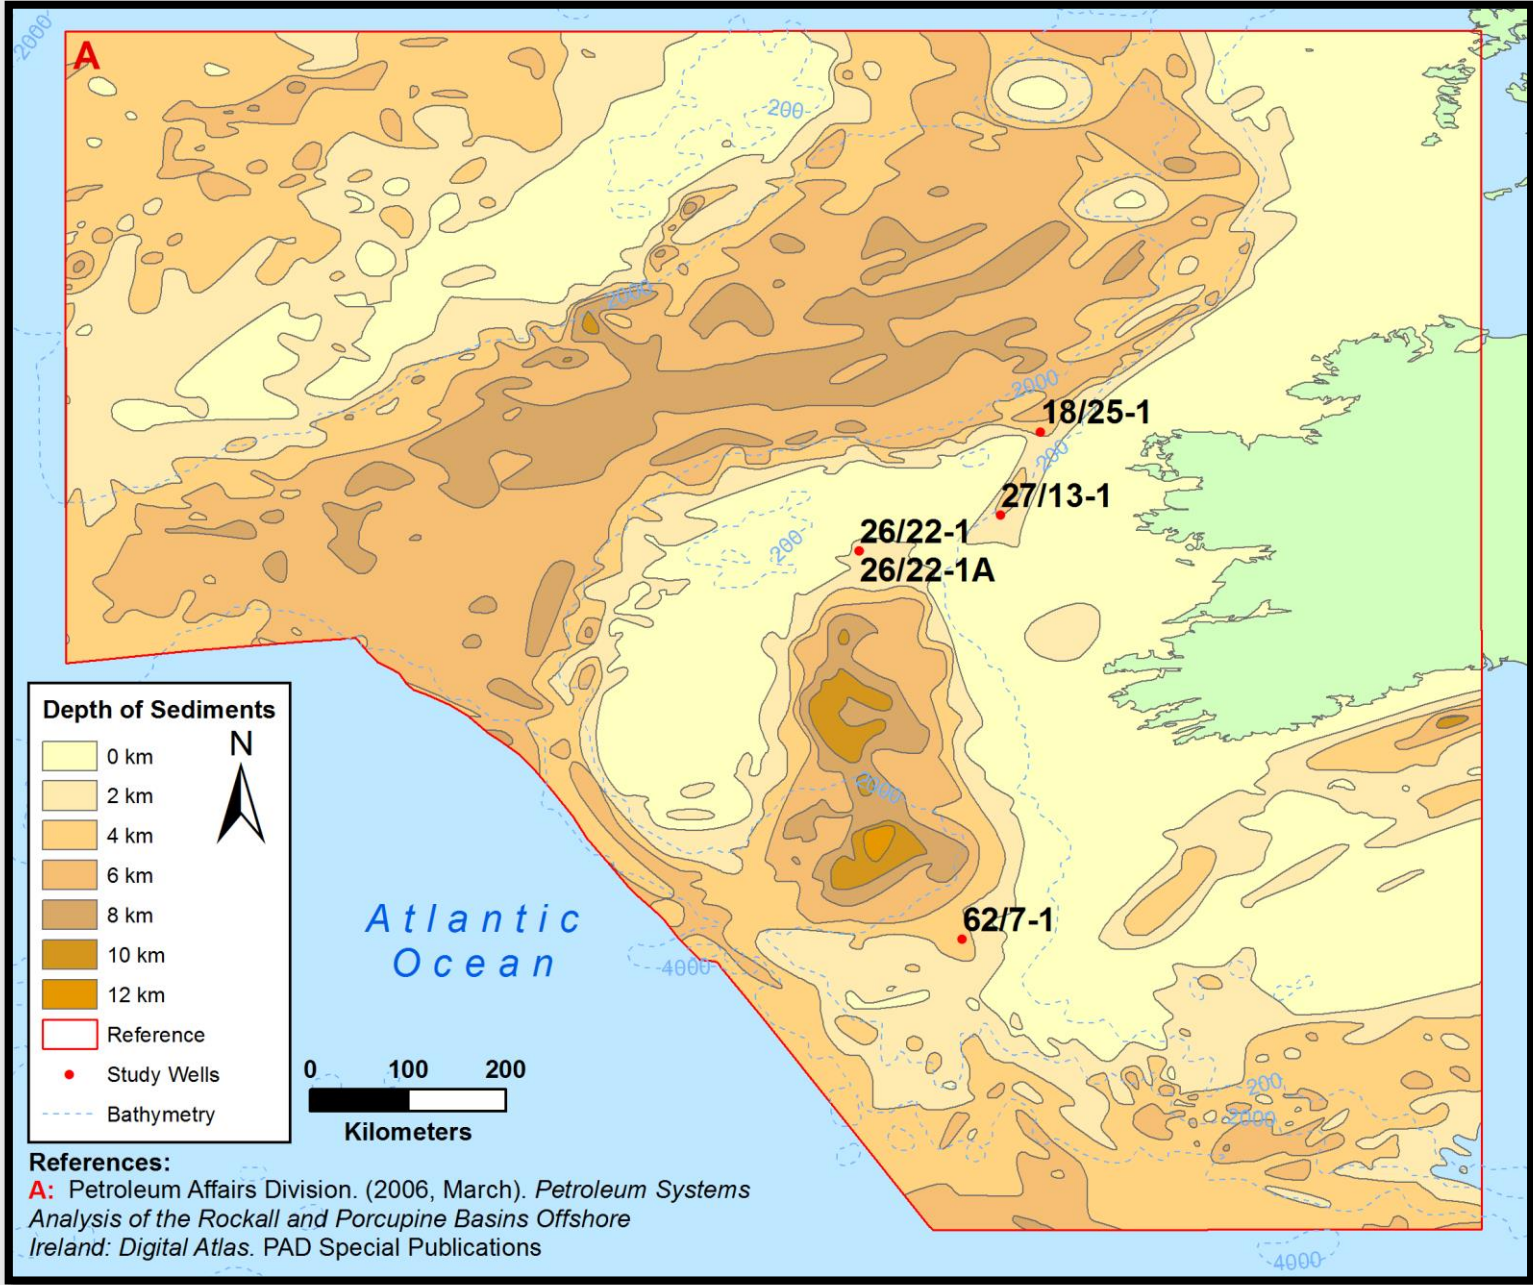 2000
A
200
2000
2000
18/25-1
200
27/13-1
26/22-1
200
26/22-1A
Depth of Sediments
N
0 km
2 km
4 km
6 km
8 km
10 km
12 km
Reference
Study Wells
Bathymetry
2000
Atlantic
Ocean
62/7-1
4000
0 100 200
Kilometers
200
2000
4000
References:
A: Petroleum Affairs Division. (2006, March). Petroleum Systems
Analysis of the Rockall and Porcupine Basins Offshore
Ireland: Digital Atlas. PAD Special Publications